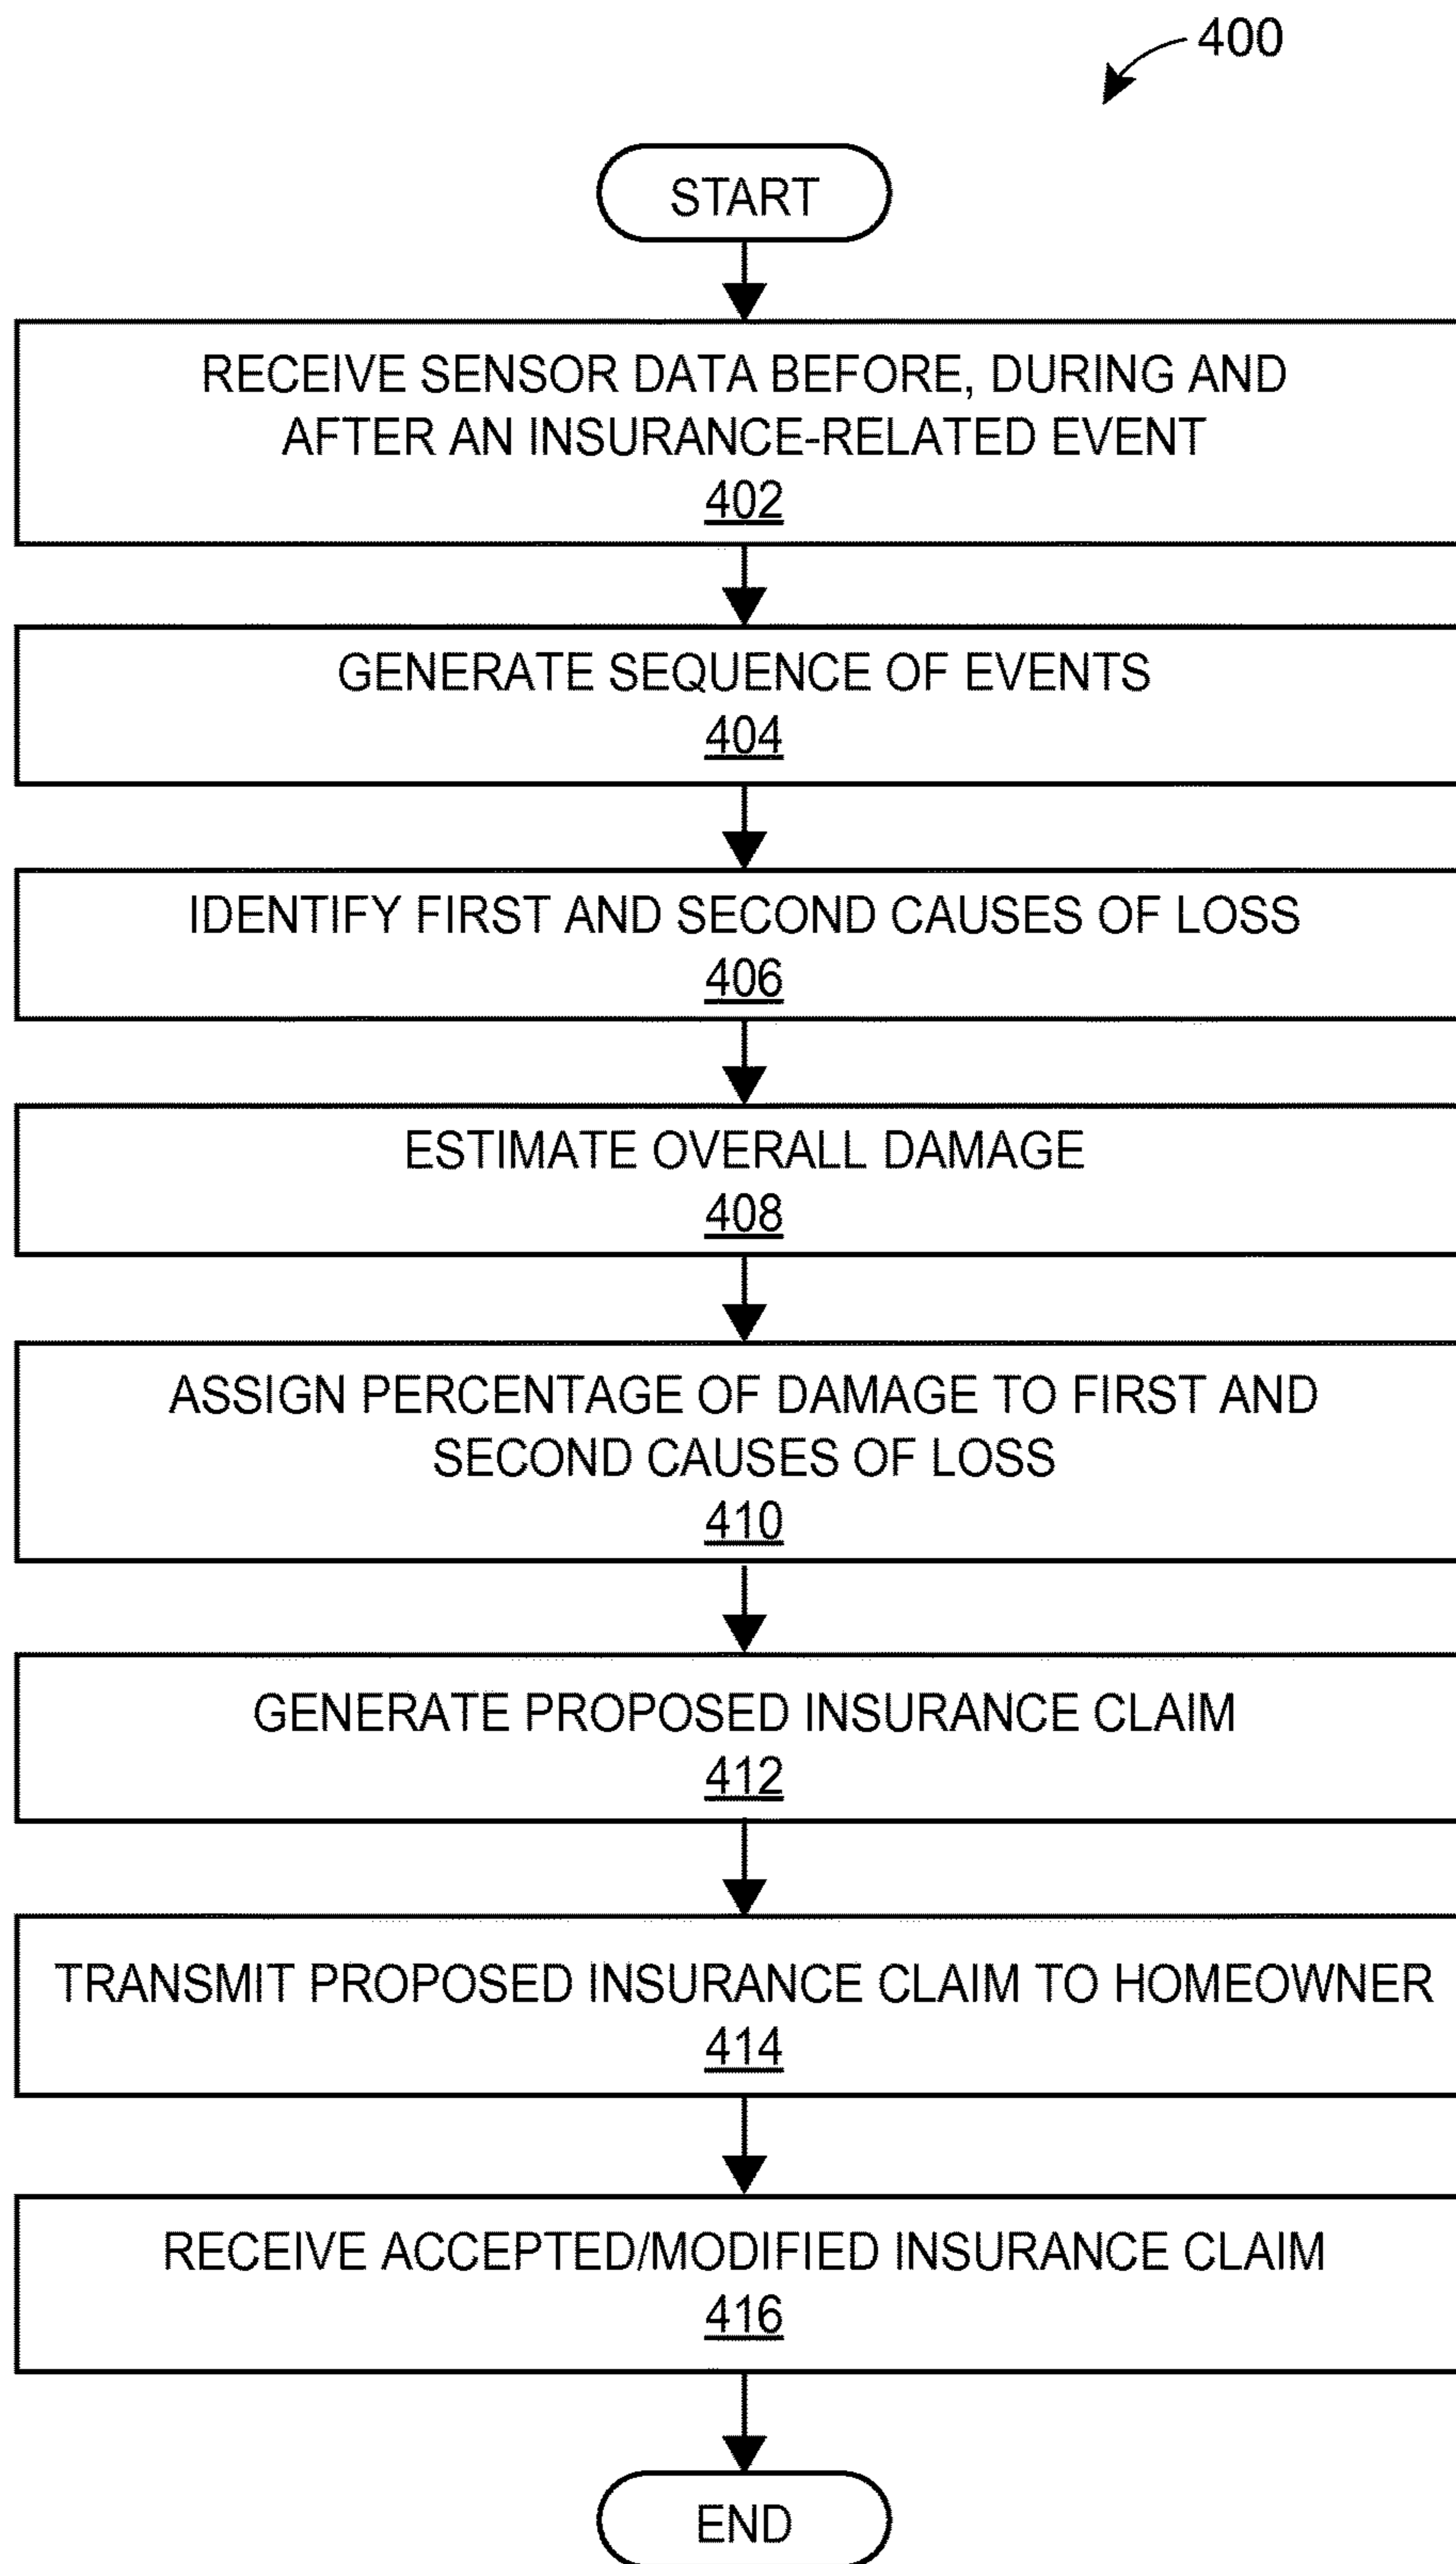 400
START
RECEIVE SENSOR DATA BEFORE, DURING AND
AFTER AN INSURANCE-RELATED EVENT
402
GENERATE SEQUENCE OF EVENTS
404
IDENTIFY FIRST AND SECOND CAUSES OF LOSS
406
ESTIMATE OVERALL DAMAGE
408
ASSIGN PERCENTAGE OF DAMAGE TO FIRST AND
SECOND CAUSES OF LOSS
410
GENERATE PROPOSED INSURANCE CLAIM
412
TRANSMIT PROPOSED INSURANCE CLAIM TO HOMEOWNER
414
RECEIVE ACCEPTED/MODIFIED INSURANCE CLAIM
416
END